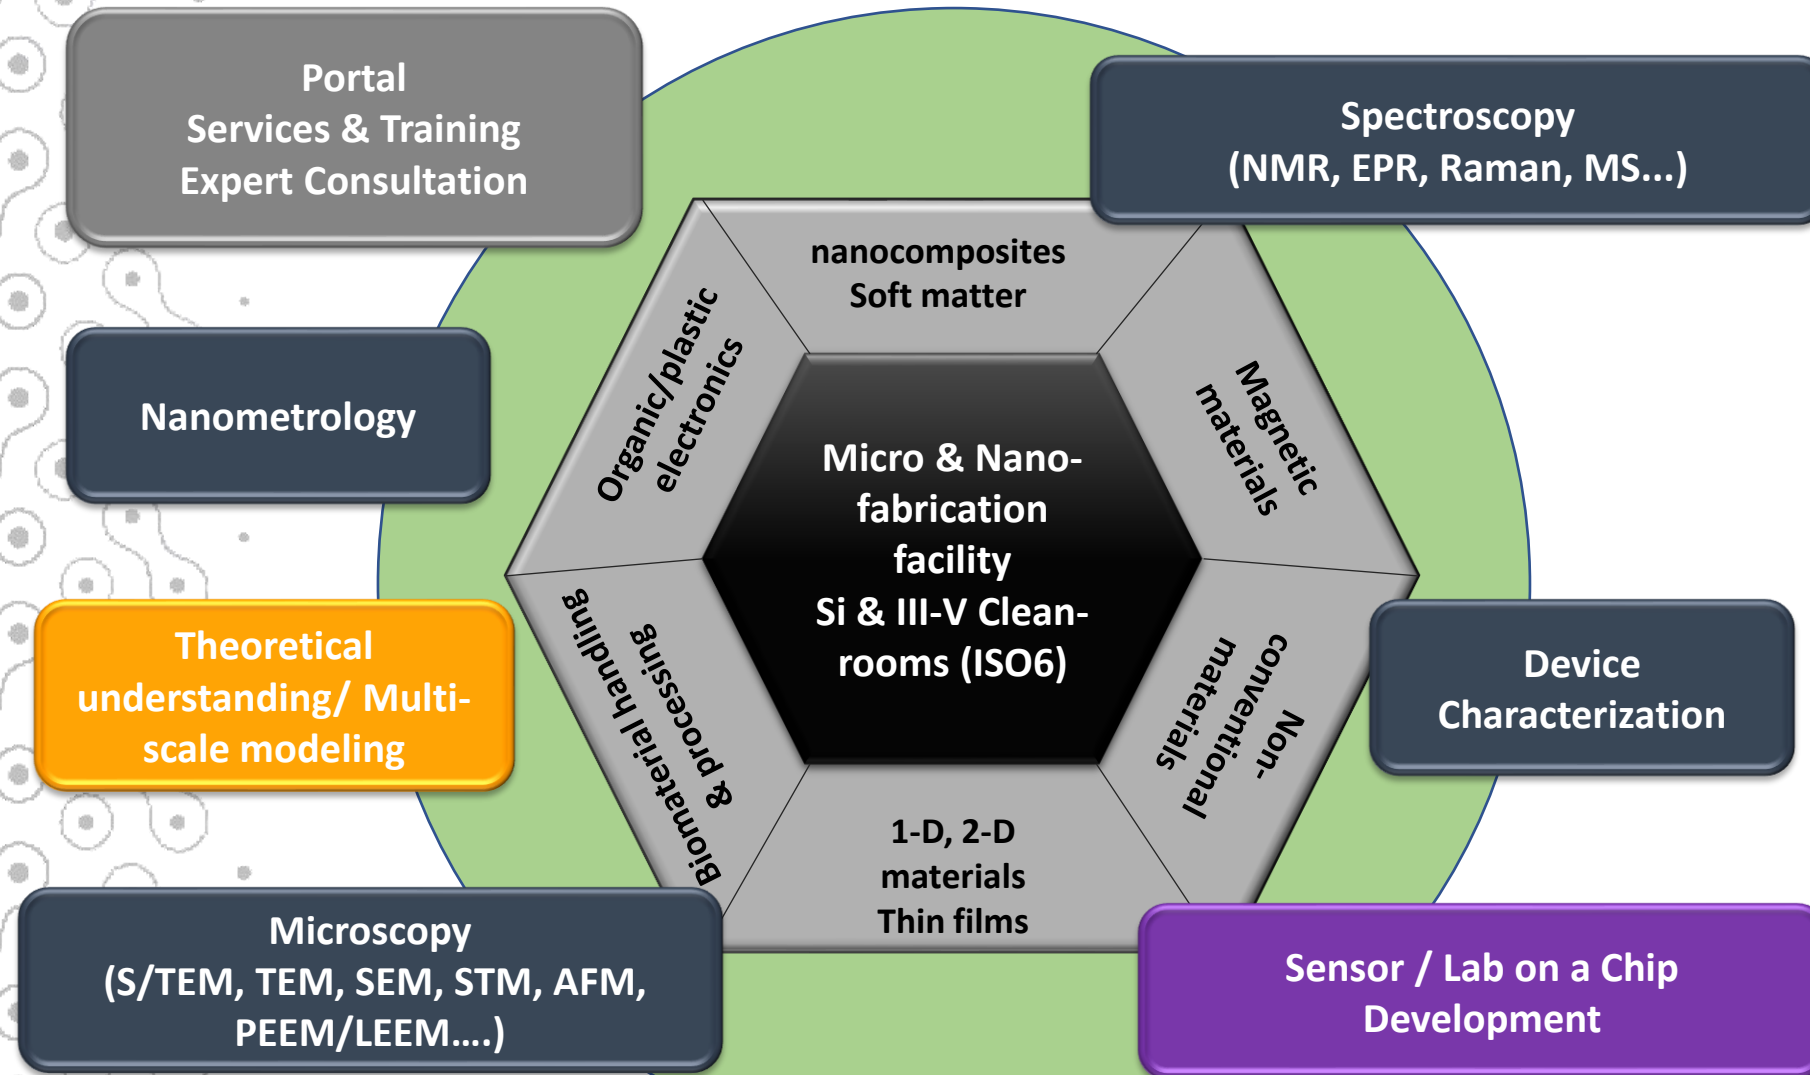 Portal
Services & Training
Expert Consultation
Spectroscopy
(NMR, EPR, Raman, MS...)
nanocomposites
Soft matter
Organic/plastic
electronics
Magnetic
materials
Nanometrology
Micro & Nano-
fabrication
facility
Si & III-V Clean-
rooms (ISO6)
Theoretical
understanding/ Multi-
scale modeling
Biomaterial handling
& processing
Non-
conventional
materials
Device
Characterization
1-D, 2-D
materials
Thin films
Microscopy
(S/TEM, TEM, SEM, STM, AFM,
PEEM/LEEM....)
Sensor / Lab on a Chip
Development